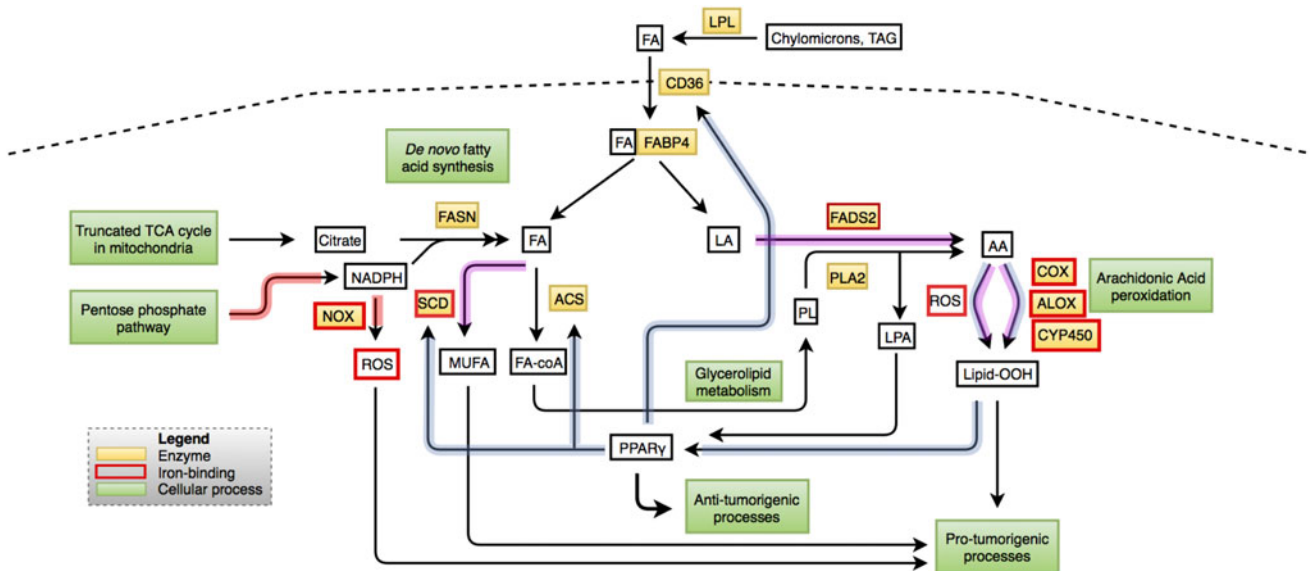 LPL
FA
Chylomicrons, TAG
CD36
FA
FABP4
De novo fatty
acid synthesis
Truncated TCA cycle
in mitochondria
Citrate
FASN
FA
LA
FADS2
AA
NADPH
PLA2
COX
Arachidonic Acid
peroxidation
Pentose phosphate
pathway
NOX
SCD
ACS
PL
ROS
ALOX
CYP450
LPA
ROS
MUFA
FA-coA
Glycerolipid
metabolism
Lipid-OOH
Legend
Enzyme
Iron-binding
Cellular process
PPARγ
Anti-tumorigenic
processes
Pro-tumorigenic
processes